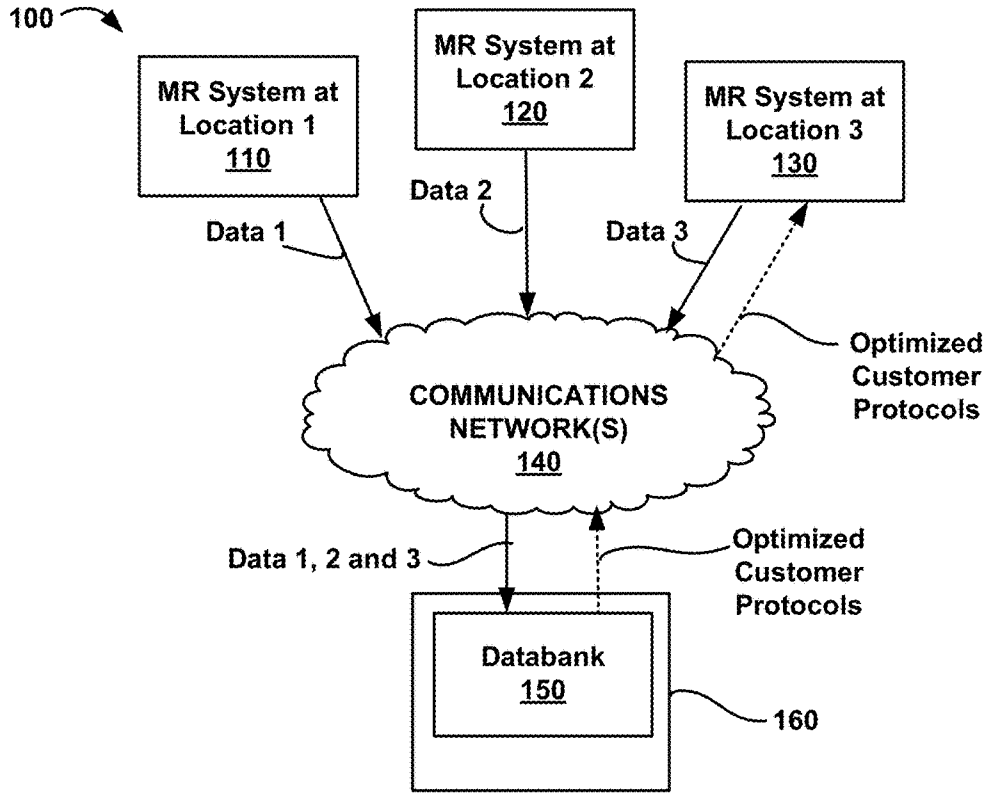 100
MR System at
Location 1
110
MR System at
Location 2
120
MR System at
Location 3
130
Data 1
Data 2
Data 3
Optimized
Customer
Protocols
COMMUNICATIONS
NETWORK(S)
140
Data 1, 2 and 3
Optimized
Customer
Protocols
Databank
150
160